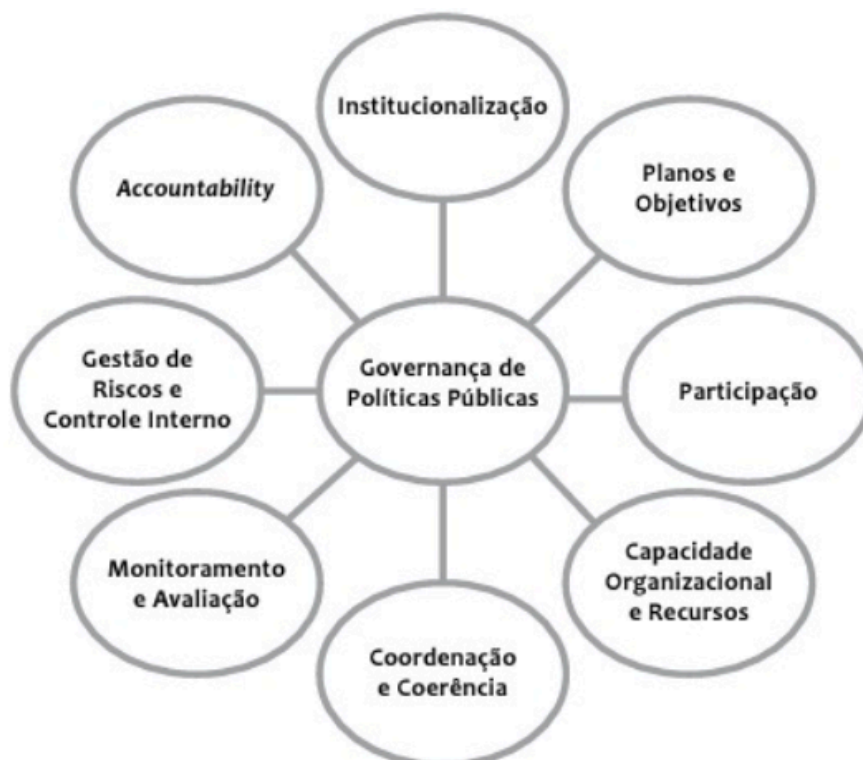 Institucionalização
Accountability
Planos e
Objetivos
Gestão de
Riscos e
Controle Interno
Governança de
Políticas Públicas
Participação
Monitoramento
e Avaliação
Capacidade
Organizacional
e Recursos
Coordenação
e Coerência